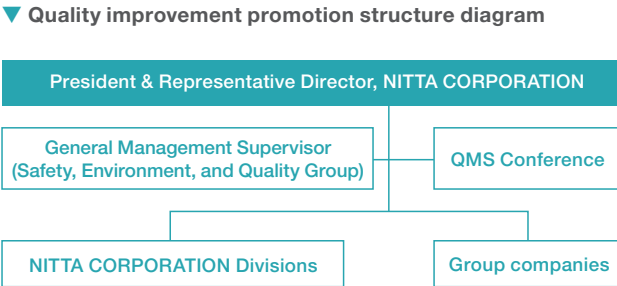 ▼ Quality improvement promotion structure diagram
President & Representative Director, NITTA CORPORATION
General Management Supervisor
(Safety, Environment, and Quality Group)
QMS Conference
NITTA CORPORATION Divisions
Group companies